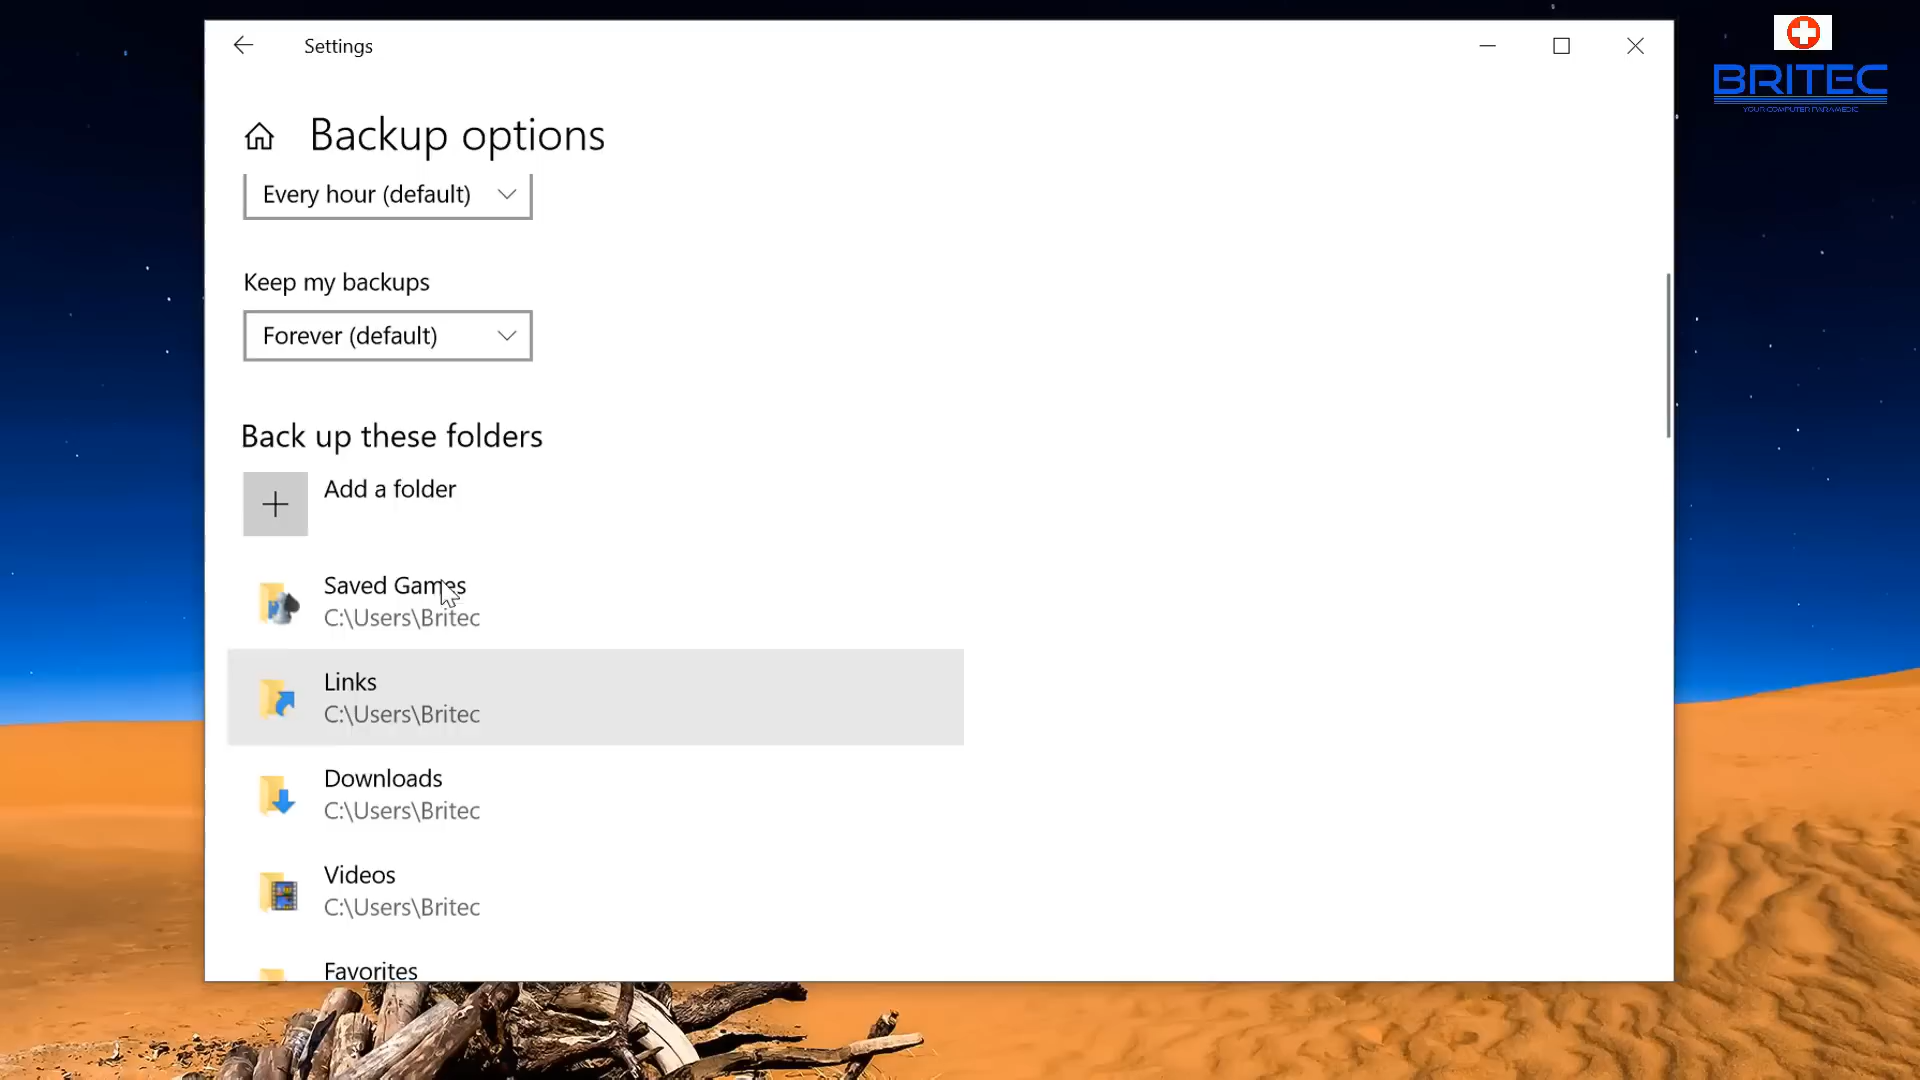 Settings
BRITEC
YOUR COMPUTER PARAMEDIC
Backup options
Every hour (default)
Keep my backups
Forever (default)
Back up these folders
Add a folder
Saved Games
C:\Users\Britec
Links
C:\Users\Britec
Downloads
C:\Users\Britec
Videos
C:\Users\Britec
Favorites